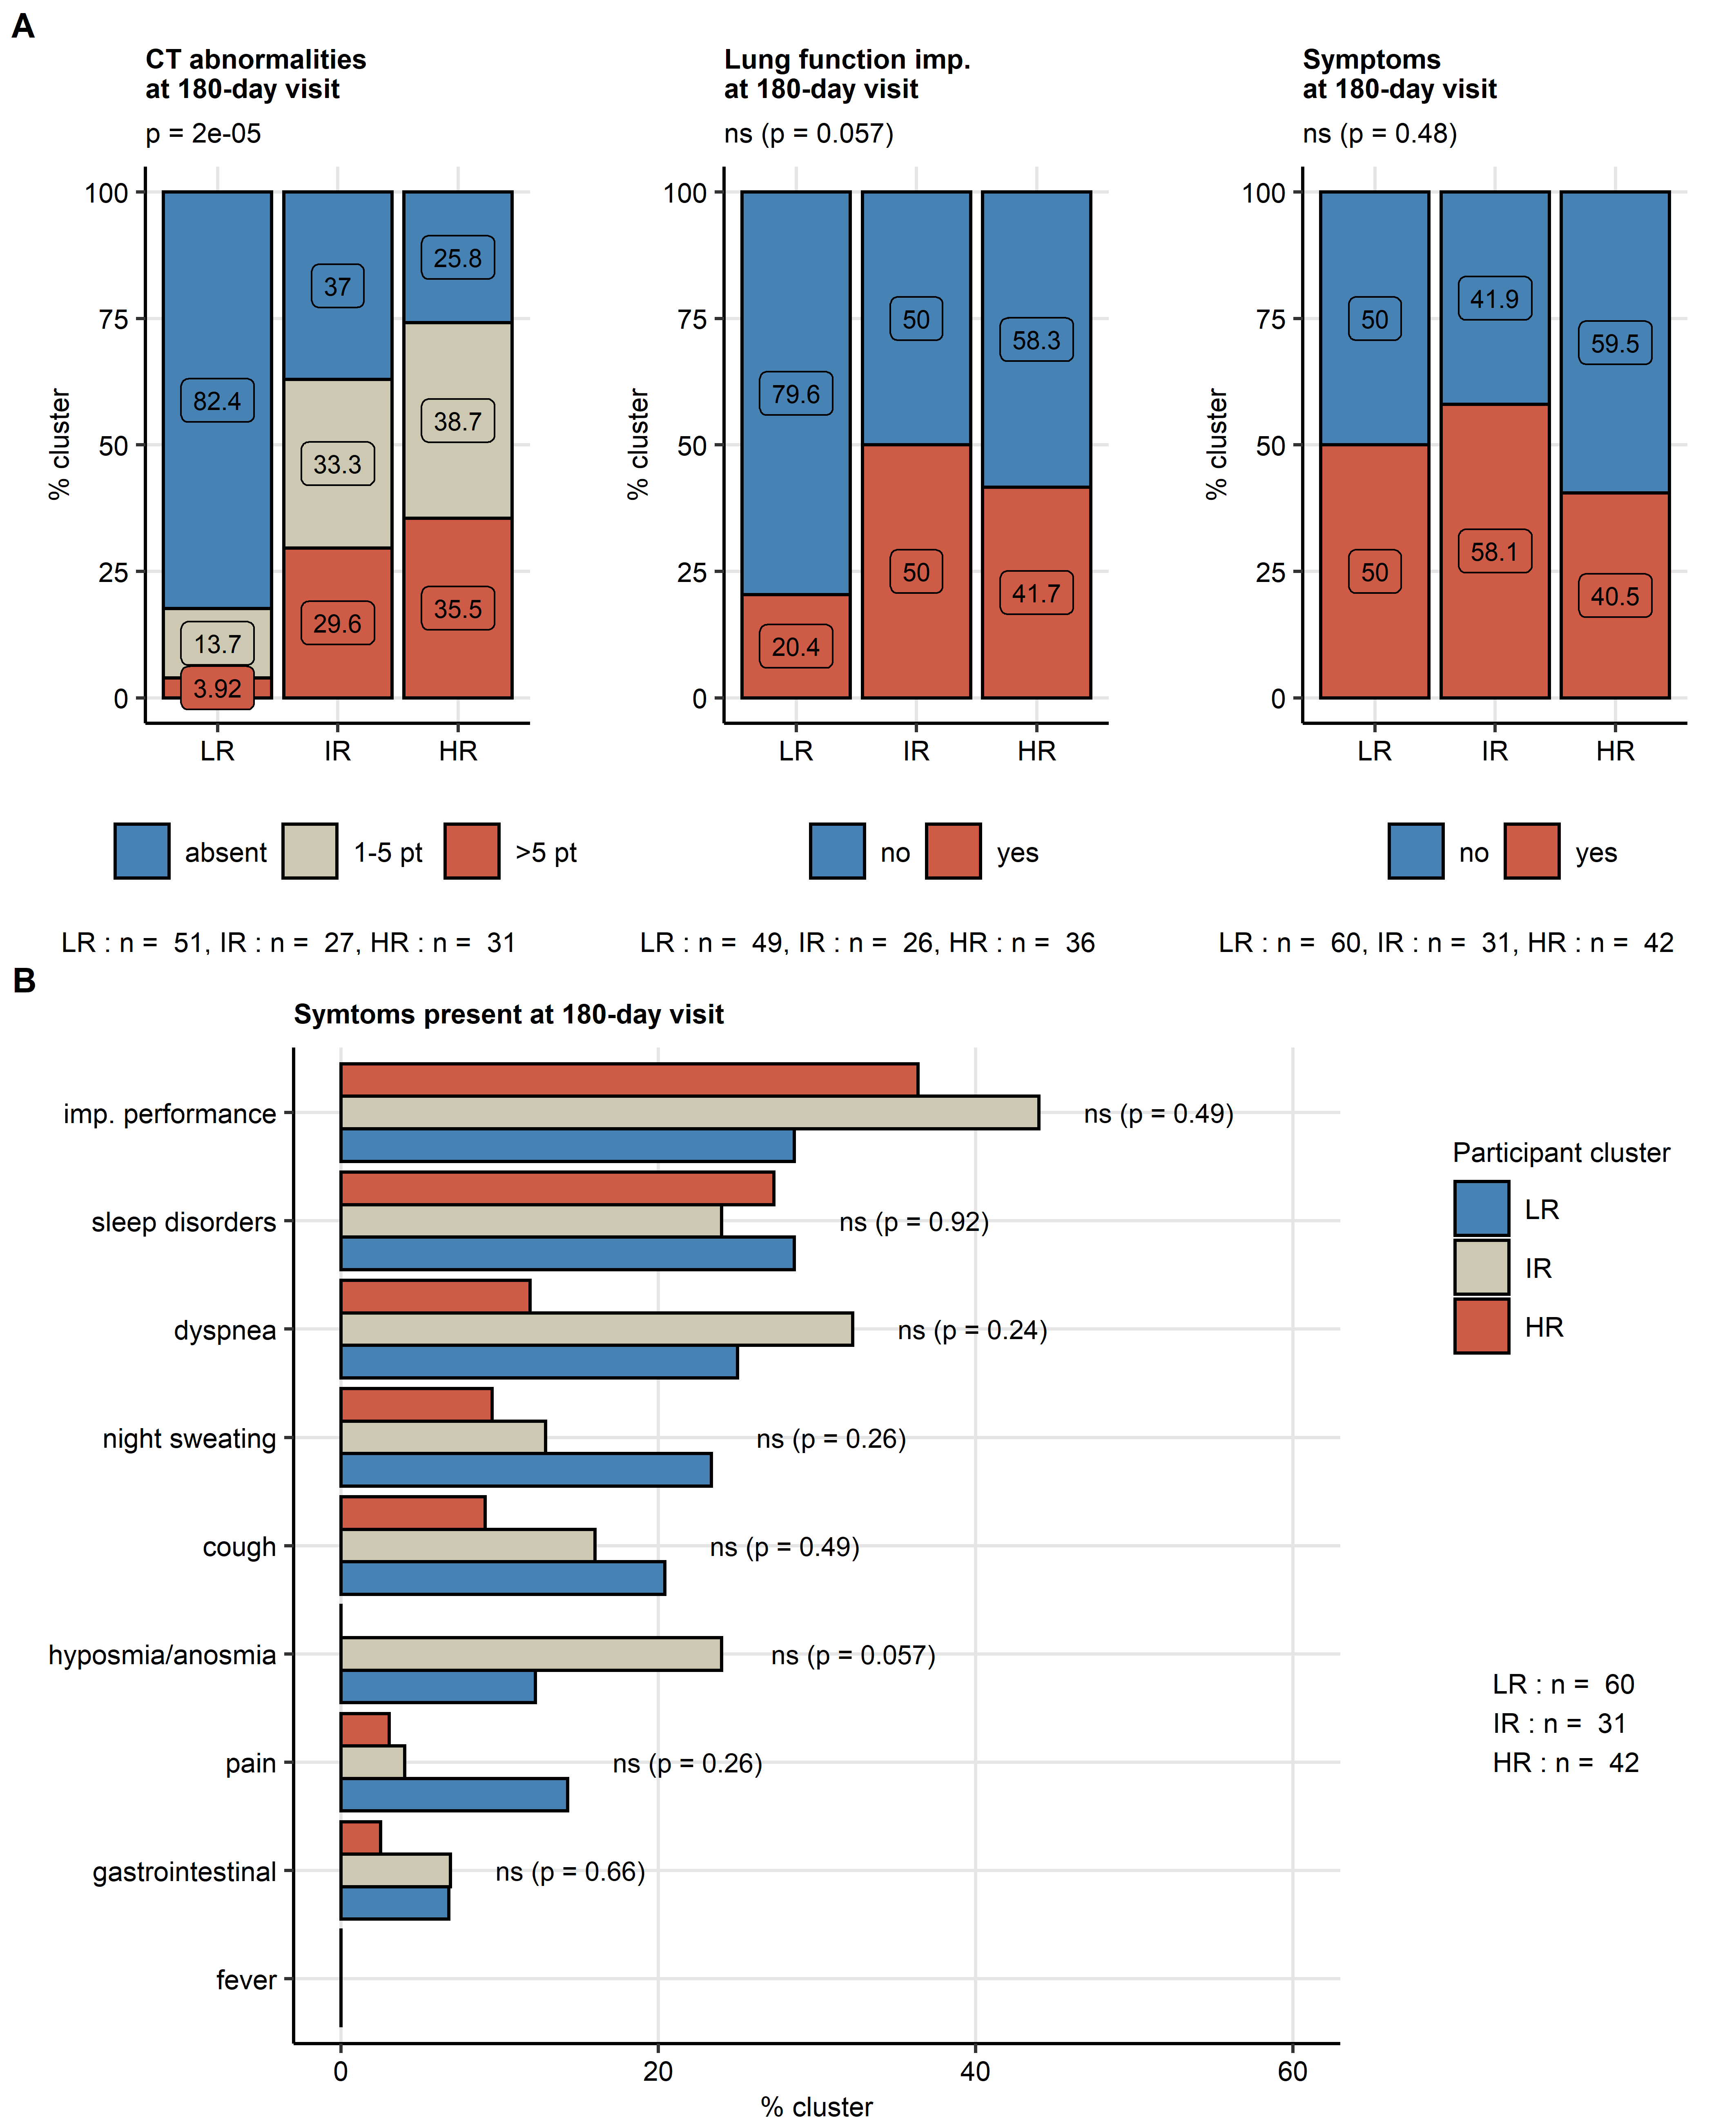 A
CT abnormalities
at 180-day visit
p = 2e-05
100
75
50
25
0
% cluster
82.4
13.7
3.92
37
33.3
29.6
25.8
38.7
35.5
LR
IR
HR
absent
1-5 pt
>5 pt
LR : n = 51, IR : n = 27, HR : n = 31
Lung function imp.
at 180-day visit
ns (p = 0.057)
100
75
50
25
0
% cluster
79.6
20.4
50
50
58.3
41.7
LR
IR
HR
no
yes
LR : n = 49, IR : n = 26, HR : n = 36
Symptoms
at 180-day visit
ns (p = 0.48)
100
75
50
25
0
% cluster
50
50
41.9
58.1
59.5
40.5
LR
IR
HR
no
yes
LR : n = 60, IR : n = 31, HR : n = 42
B
Symtoms present at 180-day visit
imp. performance
ns (p = 0.49)
sleep disorders
ns (p = 0.92)
dyspnea
ns (p = 0.24)
night sweating
ns (p = 0.26)
cough
ns (p = 0.49)
hyposmia/anosmia
ns (p = 0.057)
pain
ns (p = 0.26)
gastrointestinal
ns (p = 0.66)
fever
0
20
40
60
% cluster
Participant cluster
LR
IR
HR
LR : n = 60
IR : n = 31
HR : n = 42